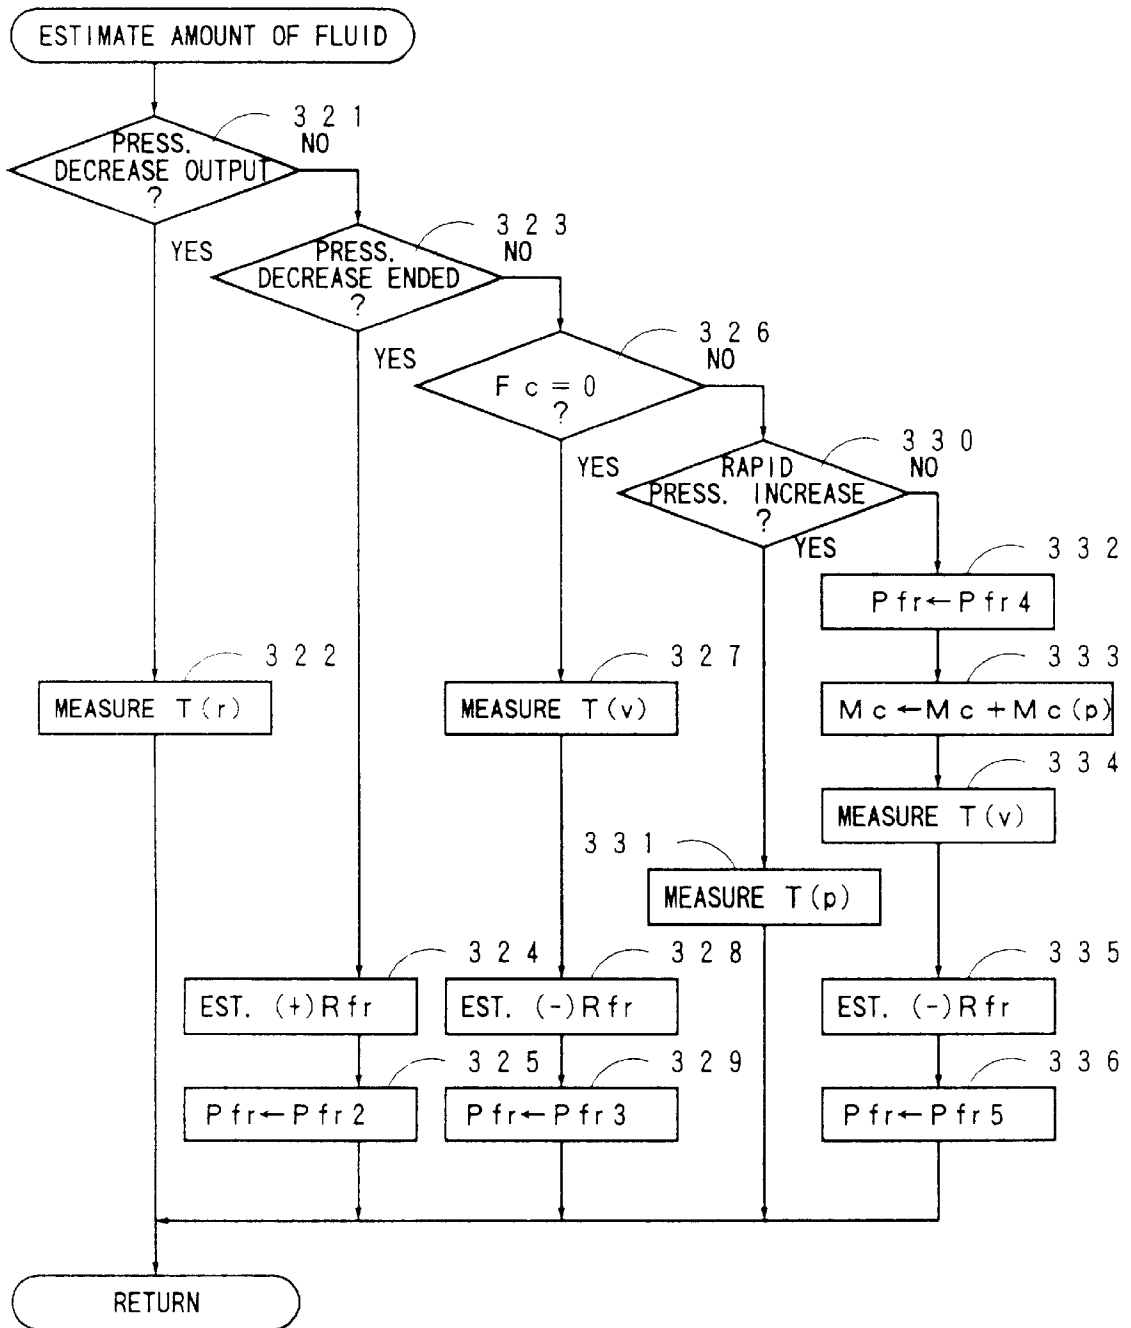 ESTIMATE AMOUNT OF FLUID
321
PRESS.
DECREASE OUTPUT
?
NO
YES
323
PRESS.
DECREASE ENDED
?
NO
YES
326
Fc=0
?
NO
YES
330
RAPID
PRESS. INCREASE
?
NO
YES
332
Pfr←Pfr4
322
MEASURE T(r)
327
MEASURE T(v)
333
Mc←Mc+Mc(p)
334
MEASURE T(v)
331
MEASURE T(p)
324
EST. (+)Rfr
328
EST. (-)Rfr
335
EST. (-)Rfr
325
Pfr←Pfr2
329
Pfr←Pfr3
336
Pfr←Pfr5
RETURN